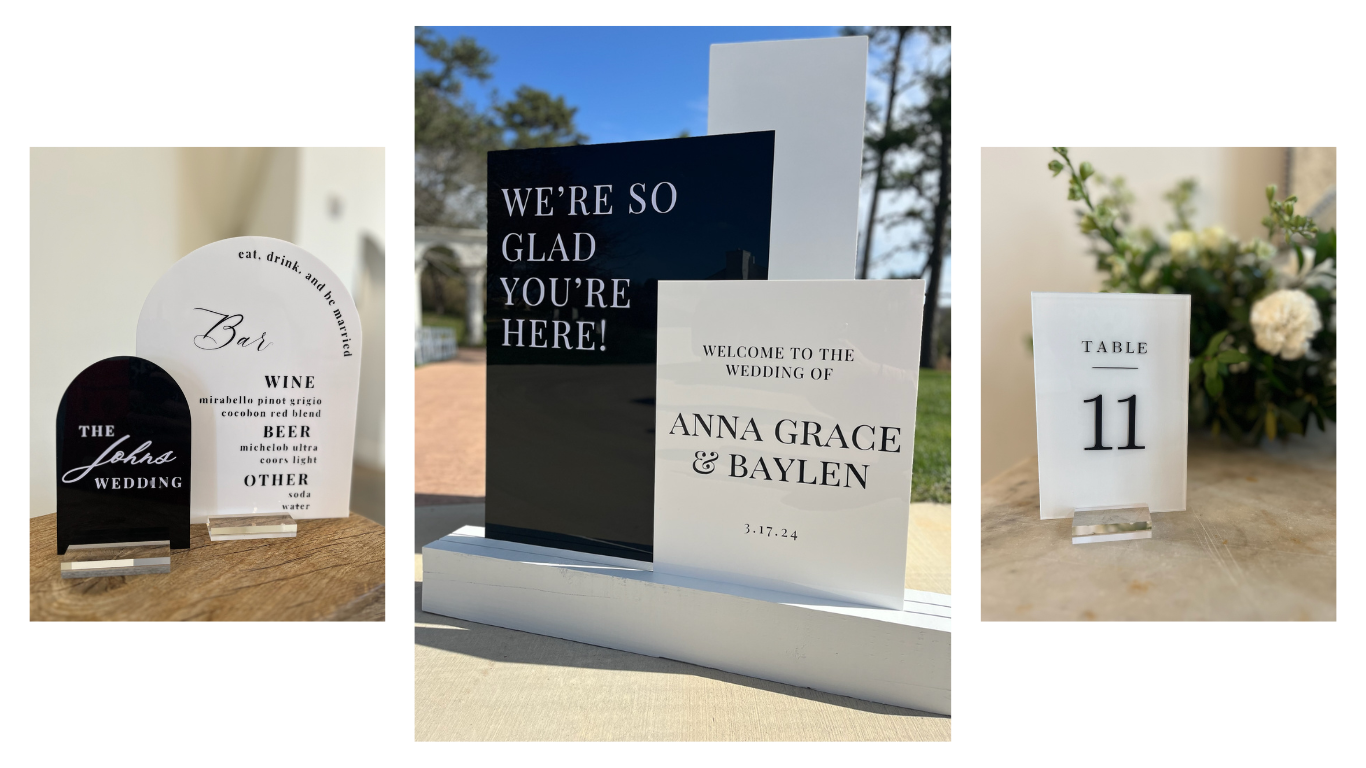 eat, drink, and be married
Bar
WINE
mirabello pinot grigio
cocobon red blend
BEER
michelob ultra
coors light
OTHER
soda
water
THE
Johns
WEDDING
WE'RE SO
GLAD
YOU'RE
HERE!
WELCOME TO THE
WEDDING OF
ANNA GRACE
& BAYLEN
3.17.24
TABLE
11